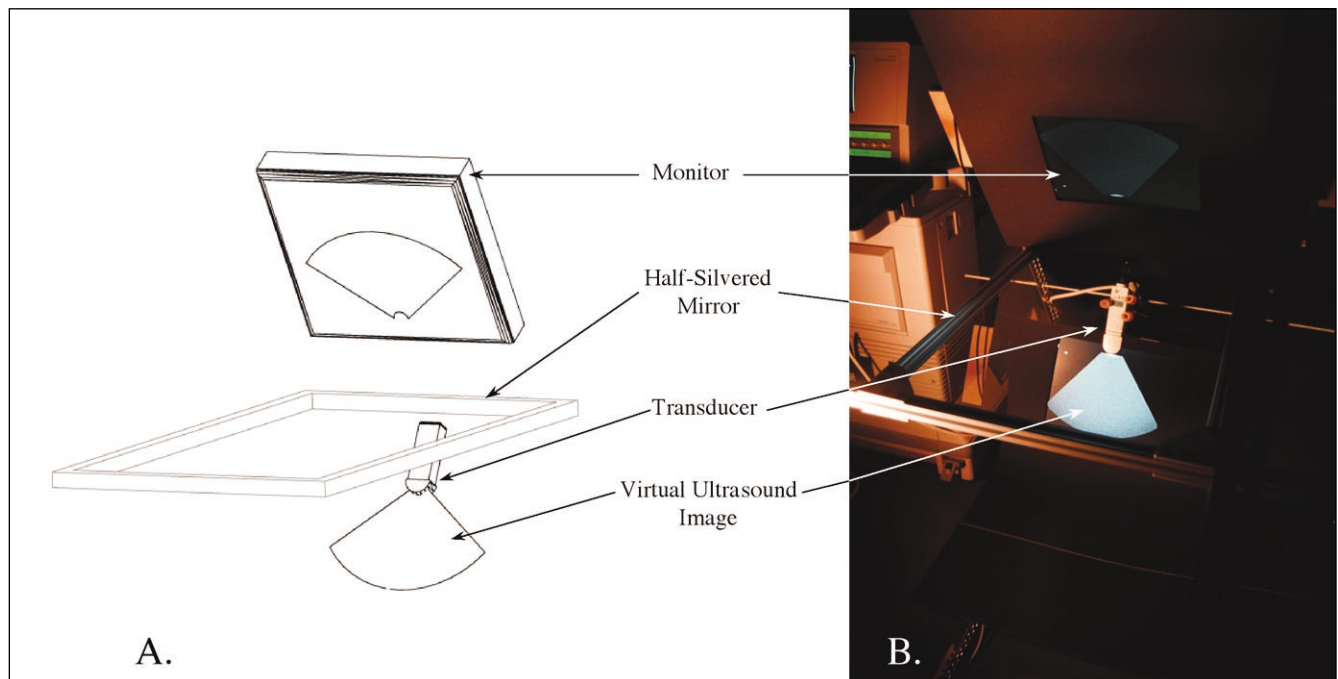 Monitor
Half-Silvered
Mirror
Transducer
Virtual Ultrasound
Image
A.
B.